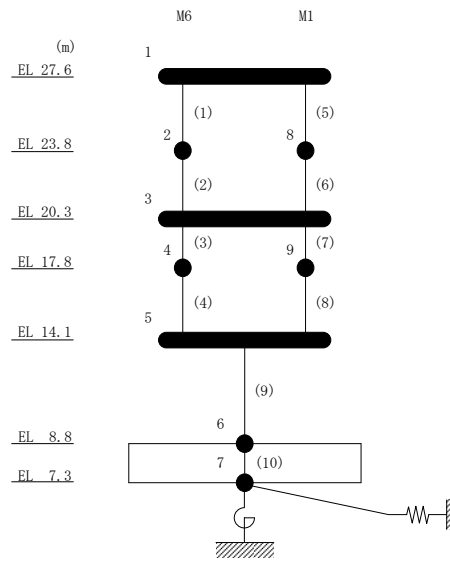 M6 M1
(m)
1
EL 27.6
(1) (5)
2 8
EL 23.8
(2) (6)
3
EL 20.3
(3) (7)
4 9
EL 17.8
(4) (8)
5
EL 14.1
(9)
6
EL 8.8
7 (10)
EL 7.3